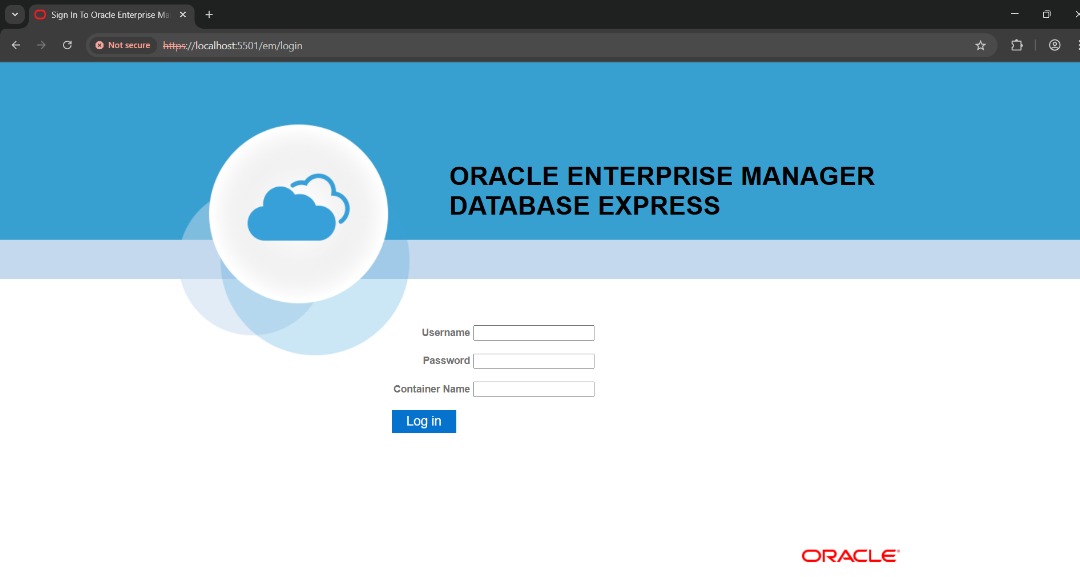 Sign In To Oracle Enterprise Ma
Not secure https://localhost:5501/em/login
ORACLE ENTERPRISE MANAGER
DATABASE EXPRESS
Username
Password
Container Name
Log in
ORACLE